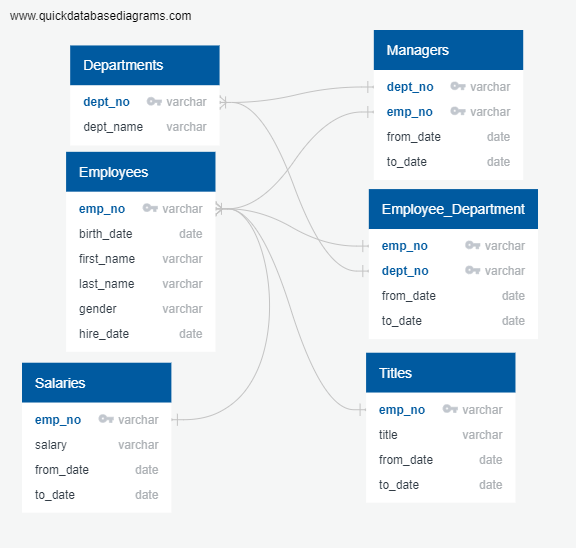 www.quickdatabasediagrams.com
Departments
dept_no varchar
dept_name varchar
Managers
dept_no varchar
emp_no varchar
from_date date
to_date date
Employees
emp_no varchar
birth_date date
first_name varchar
last_name varchar
gender varchar
hire_date date
Employee_Department
emp_no varchar
dept_no varchar
from_date date
to_date date
Salaries
emp_no varchar
salary varchar
from_date date
to_date date
Titles
emp_no varchar
title varchar
from_date date
to_date date